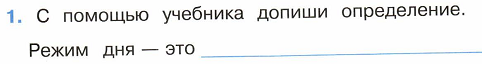 1. С помощью учебника допиши определение.
Режим дня — это